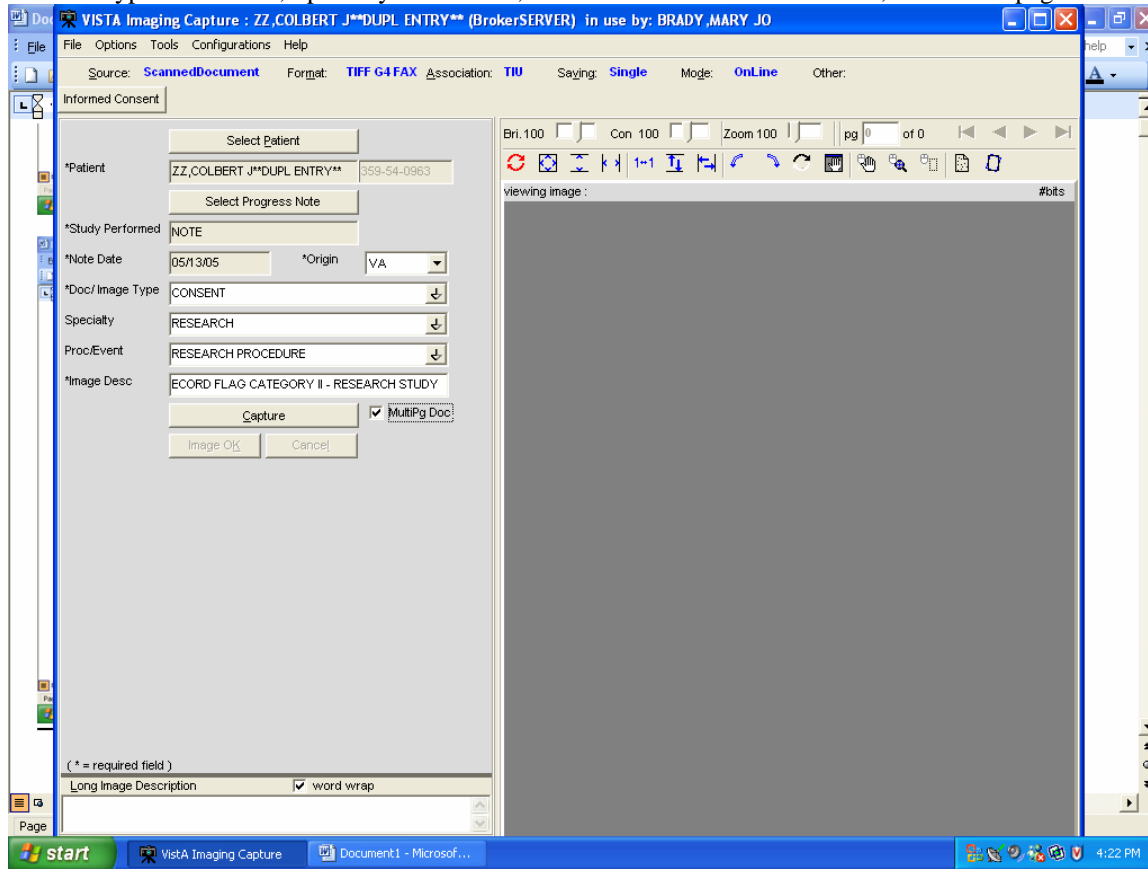 VISTA Imaging Capture : ZZ,COLBERT J**DUPL ENTRY** (BrokerSERVER) in use by: BRADY ,MARY JO
File Options Tools Configurations Help
Source: ScannedDocument Format: TIFF G4 FAX Association: TIU Saving: Single Mode: OnLine Other:
Informed Consent
Bri. 100 Con 100 Zoom 100 pg 0 of 0
Select Patient
*Patient ZZ,COLBERT J**DUPL ENTRY** 359-54-0963
viewing image : #bits
Select Progress Note
*Study Performed NOTE
*Note Date 05/13/05 *Origin VA
*Doc/ Image Type CONSENT
Specialty RESEARCH
Proc/Event RESEARCH PROCEDURE
*Image Desc ECORD FLAG CATEGORY II - RESEARCH STUDY
Capture MultiPg Doc
Image OK Cancel
( * = required field )
Long Image Description word wrap
Page
start VistA Imaging Capture Document1 - Microsof... 4:22 PM